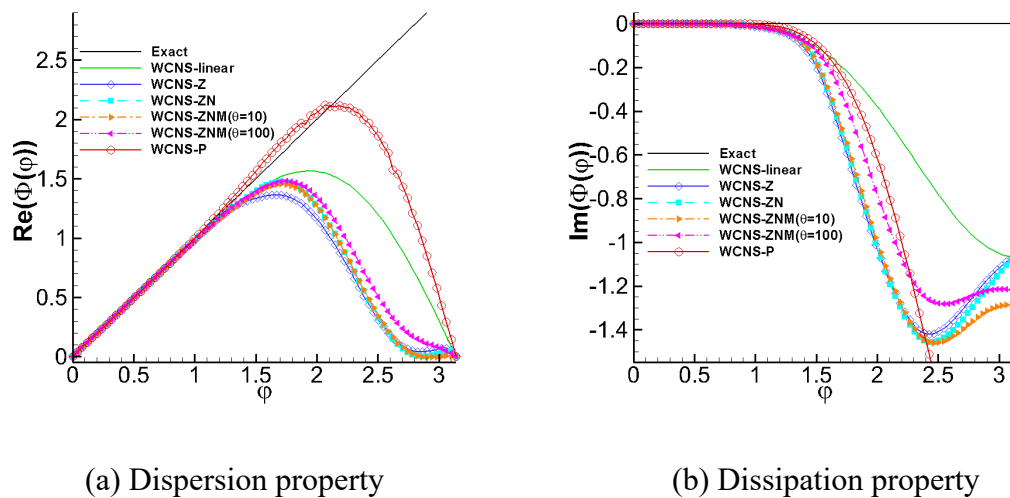 Re(Φ(φ))
2.5
2
1.5
1
0.5
0
Exact
WCNS-linear
WCNS-Z
WCNS-ZN
WCNS-ZNM(θ=10)
WCNS-ZNM(θ=100)
WCNS-P
0 0.5 1 1.5 2 2.5 3
φ
(a) Dispersion property
Im(Φ(φ))
0
-0.2
-0.4
-0.6
-0.8
-1
-1.2
-1.4
Exact
WCNS-linear
WCNS-Z
WCNS-ZN
WCNS-ZNM(θ=10)
WCNS-ZNM(θ=100)
WCNS-P
0 0.5 1 1.5 2 2.5 3
φ
(b) Dissipation property